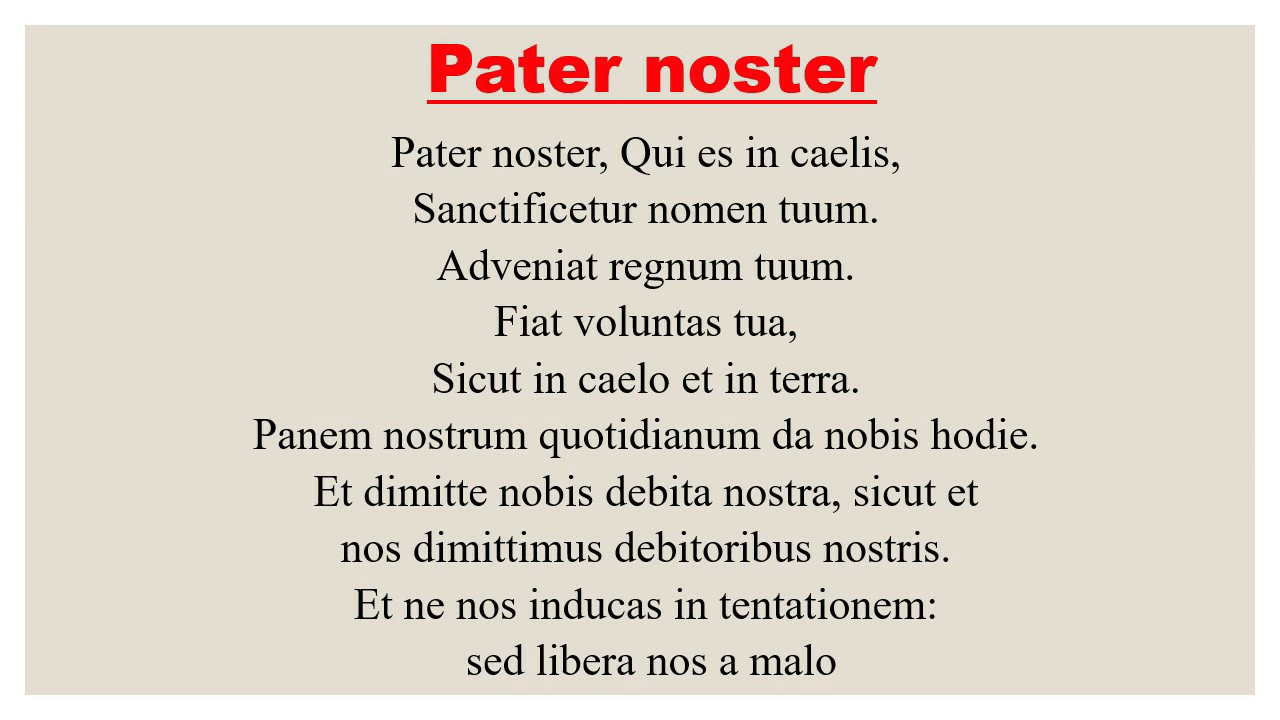 Pater noster
Pater noster, Qui es in caelis,
Sanctificetur nomen tuum.
Adveniat regnum tuum.
Fiat voluntas tua,
Sicut in caelo et in terra.
Panem nostrum quotidianum da nobis hodie.
Et dimitte nobis debita nostra, sicut et
nos dimittimus debitoribus nostris.
Et ne nos inducas in tentationem:
sed libera nos a malo